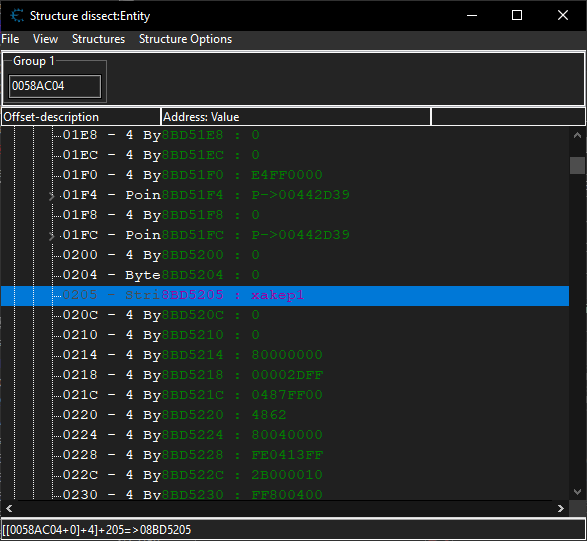 Structure dissect:Entity
File View Structures Structure Options
Group 1
0058AC04
Offset-description Address: Value
01E8 - 4 By 8BD51E8 : 0
01EC - 4 By 8BD51EC : 0
01F0 - 4 By 8BD51F0 : E4FF0000
01F4 - Poin 8BD51F4 : P->00442D39
01F8 - 4 By 8BD51F8 : 0
01FC - Poin 8BD51FC : P->00442D39
0200 - 4 By 8BD5200 : 0
0204 - Byte 8BD5204 : 0
0205 - Stri 8BD5205 : xakep1
020C - 4 By 8BD520C : 0
0210 - 4 By 8BD5210 : 0
0214 - 4 By 8BD5214 : 80000000
0218 - 4 By 8BD5218 : 00002DFF
021C - 4 By 8BD521C : 0487FF00
0220 - 4 By 8BD5220 : 4862
0224 - 4 By 8BD5224 : 80040000
0228 - 4 By 8BD5228 : FE0413FF
022C - 4 By 8BD522C : 2B000010
0230 - 4 By 8BD5230 : FF800400
[[0058AC04+0]+4]+205=>08BD5205